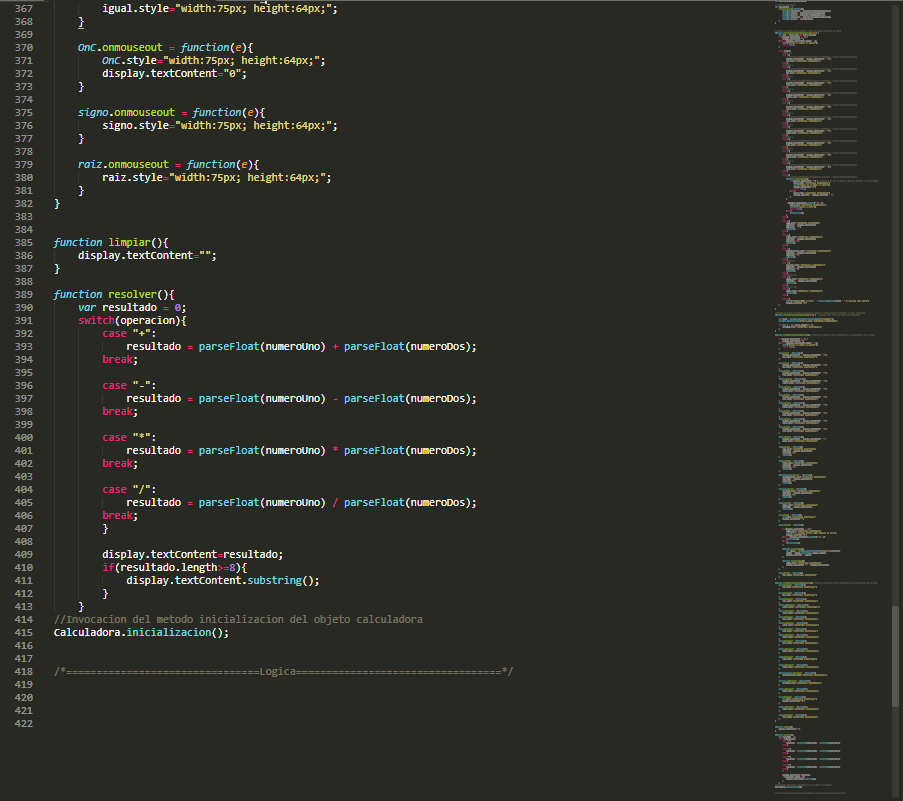 367 igual.style="width:75px; height:64px;";
368 }
369
370 OnC.onmouseout = function(e){
371 OnC.style="width:75px; height:64px;";
372 display.textContent="0";
373 }
374
375 signo.onmouseout = function(e){
376 signo.style="width:75px; height:64px;";
377 }
378
379 raiz.onmouseout = function(e){
380 raiz.style="width:75px; height:64px;";
381 }
382 }
383
384
385 function limpiar(){
386 display.textContent="";
387 }
388
389 function resolver(){
390 var resultado = 0;
391 switch(operacion){
392 case "+":
393 resultado = parseFloat(numeroUno) + parseFloat(numeroDos);
394 break;
395
396 case "-":
397 resultado = parseFloat(numeroUno) - parseFloat(numeroDos);
398 break;
399
400 case "*":
401 resultado = parseFloat(numeroUno) * parseFloat(numeroDos);
402 break;
403
404 case "/":
405 resultado = parseFloat(numeroUno) / parseFloat(numeroDos);
406 break;
407 }
408
409 display.textContent=resultado;
410 if(resultado.length>=8){
411 display.textContent.substring();
412 }
413 }
414 //Invocacion del metodo inicializacion del objeto calculadora
415 Calculadora.inicializacion();
416
417
418 /*================================Logica==================================*/
419
420
421
422